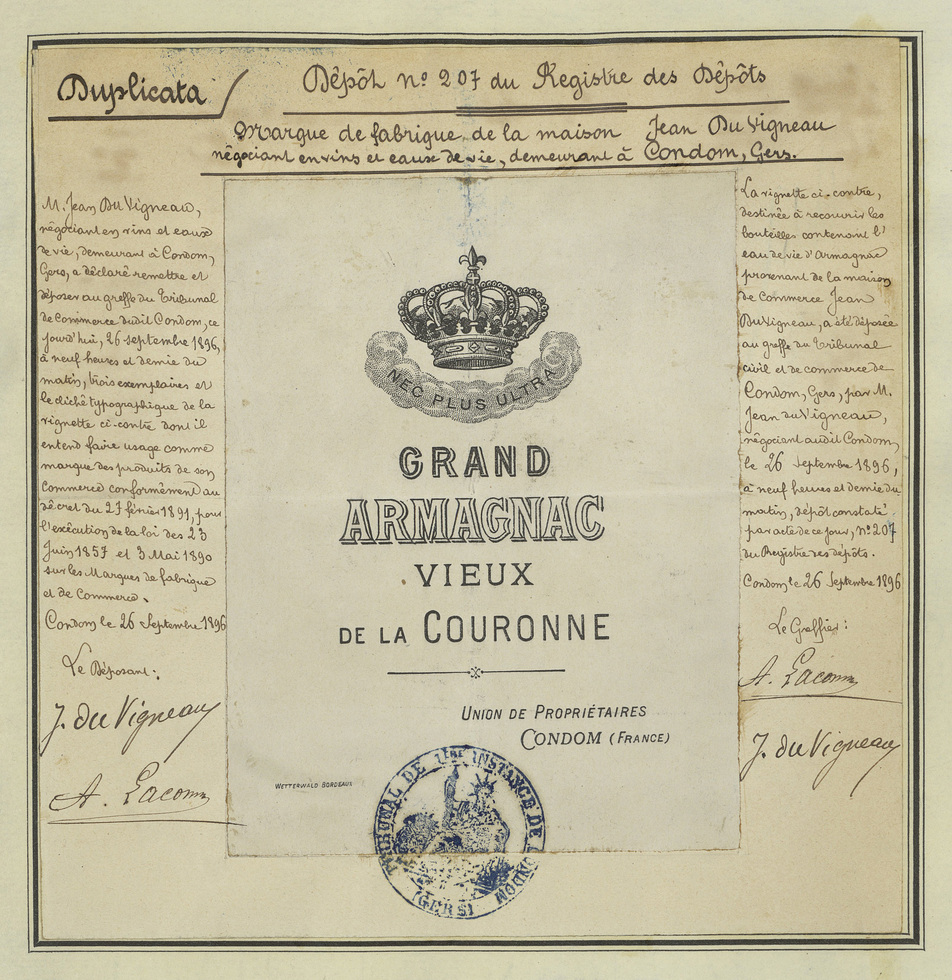 Duplicata
Dépôt nº 207 du Registre des Dépôts
Marque de fabrique de la maison Jean DuVigneau
négociant en vins et eaux de vie, demeurant à Condom, Gers.
M. Jean DuVigneau,
négociant en vins et eaux
de vie, demeurant à Condom,
Gers, a déclaré remettre et
déposer au greffe du Tribunal
de Commerce dudit Condom, ce
jourd'hui, 26 septembre 1896,
à neuf heures et demie du
matin, trois exemplaires et
le cliché typographique de la
vignette ci-contre dont il
entend faire usage comme
marque des produits de son
Commerce conformément au
décret du 27 février 1891, pour
l'exécution de la loi des 23
Juin 1857 et 3 Mai 1890
sur les Marques de fabrique
et de Commerce.
Condom le 26 Septembre 1896
Le Déposant:
J. du Vigneau
A. Lacomme
NEC PLUS ULTRA
GRAND
ARMAGNAC
VIEUX
DE LA COURONNE
UNION DE PROPRIÉTAIRES
CONDOM (FRANCE)
WETTERWALD-BORDEAUX
TRIBUNAL DE 1ÈRE INSTANCE DE CONDOM
(GERS)
La vignette ci-contre,
destinée à recouvrir les
bouteilles contenant l'
eau de vie d'Armagnac
provenant de la maison
de Commerce Jean
DuVigneau, a été déposée
au greffe du Tribunal
civil et de commerce de
Condom, Gers, par M.
Jean du Vigneau,
négociant audit Condom,
le 26 Septembre 1896,
à neuf heures et demie du
matin, dépôt constaté
par acte de ce jour, Nº 207
du Registre des dépôts.
Condom le 26 Septembre 1896
Le Greffier:
A. Lacomme
J. du Vigneau